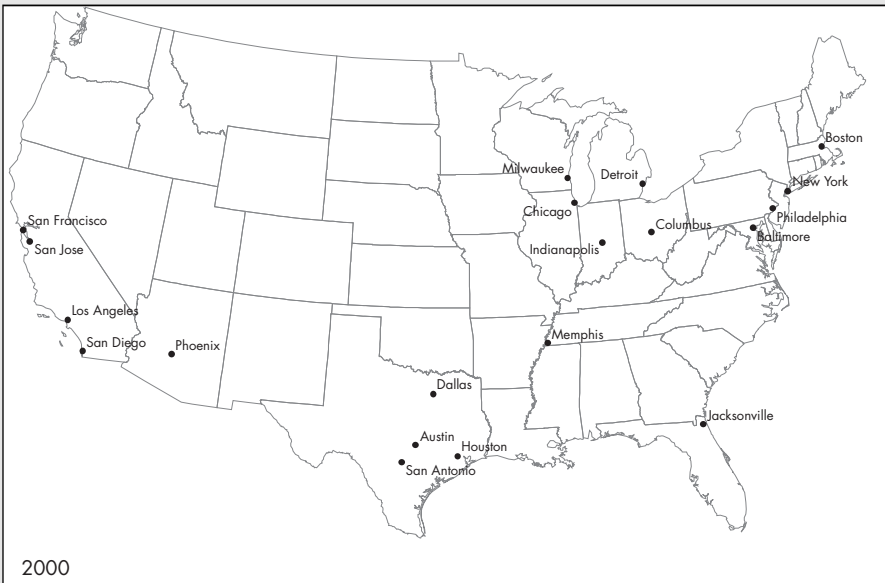 Boston
Milwaukee
Detroit
New York
Chicago
Philadelphia
San Francisco
Columbus
Baltimore
San Jose
Indianapolis
Los Angeles
Memphis
San Diego
Phoenix
Dallas
Jacksonville
Austin
Houston
San Antonio
2000